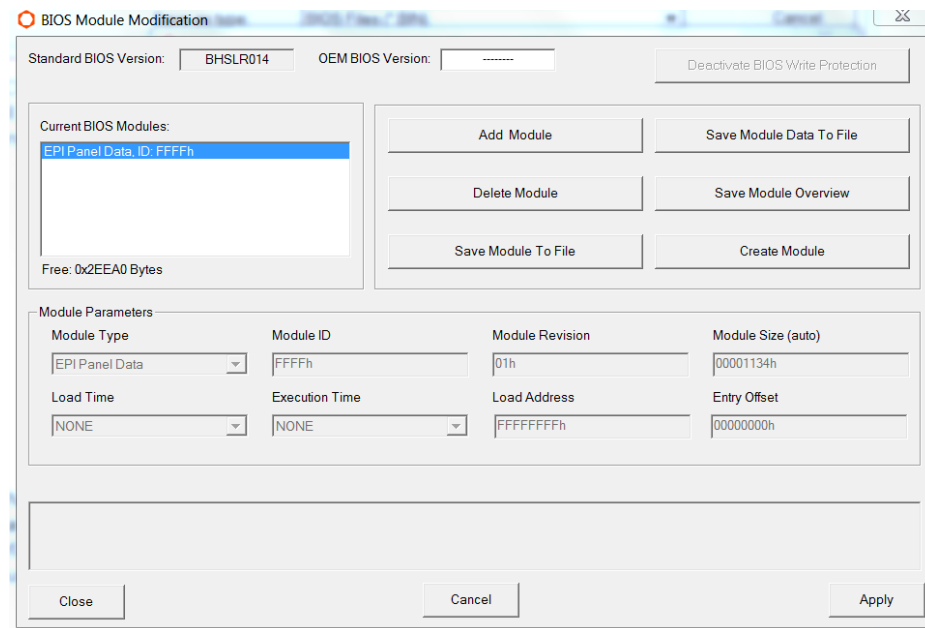 BIOS Module Modification
Standard BIOS Version: BHSLR014 OEM BIOS Version: -------- Deactivate BIOS Write Protection
Current BIOS Modules:
EPI Panel Data, ID: FFFFh
Free: 0x2EEA0 Bytes
Add Module Save Module Data To File
Delete Module Save Module Overview
Save Module To File Create Module
Module Parameters
Module Type Module ID Module Revision Module Size (auto)
EPI Panel Data FFFFh 01h 00001134h
Load Time Execution Time Load Address Entry Offset
NONE NONE FFFFFFFFh 00000000h
Close Cancel Apply